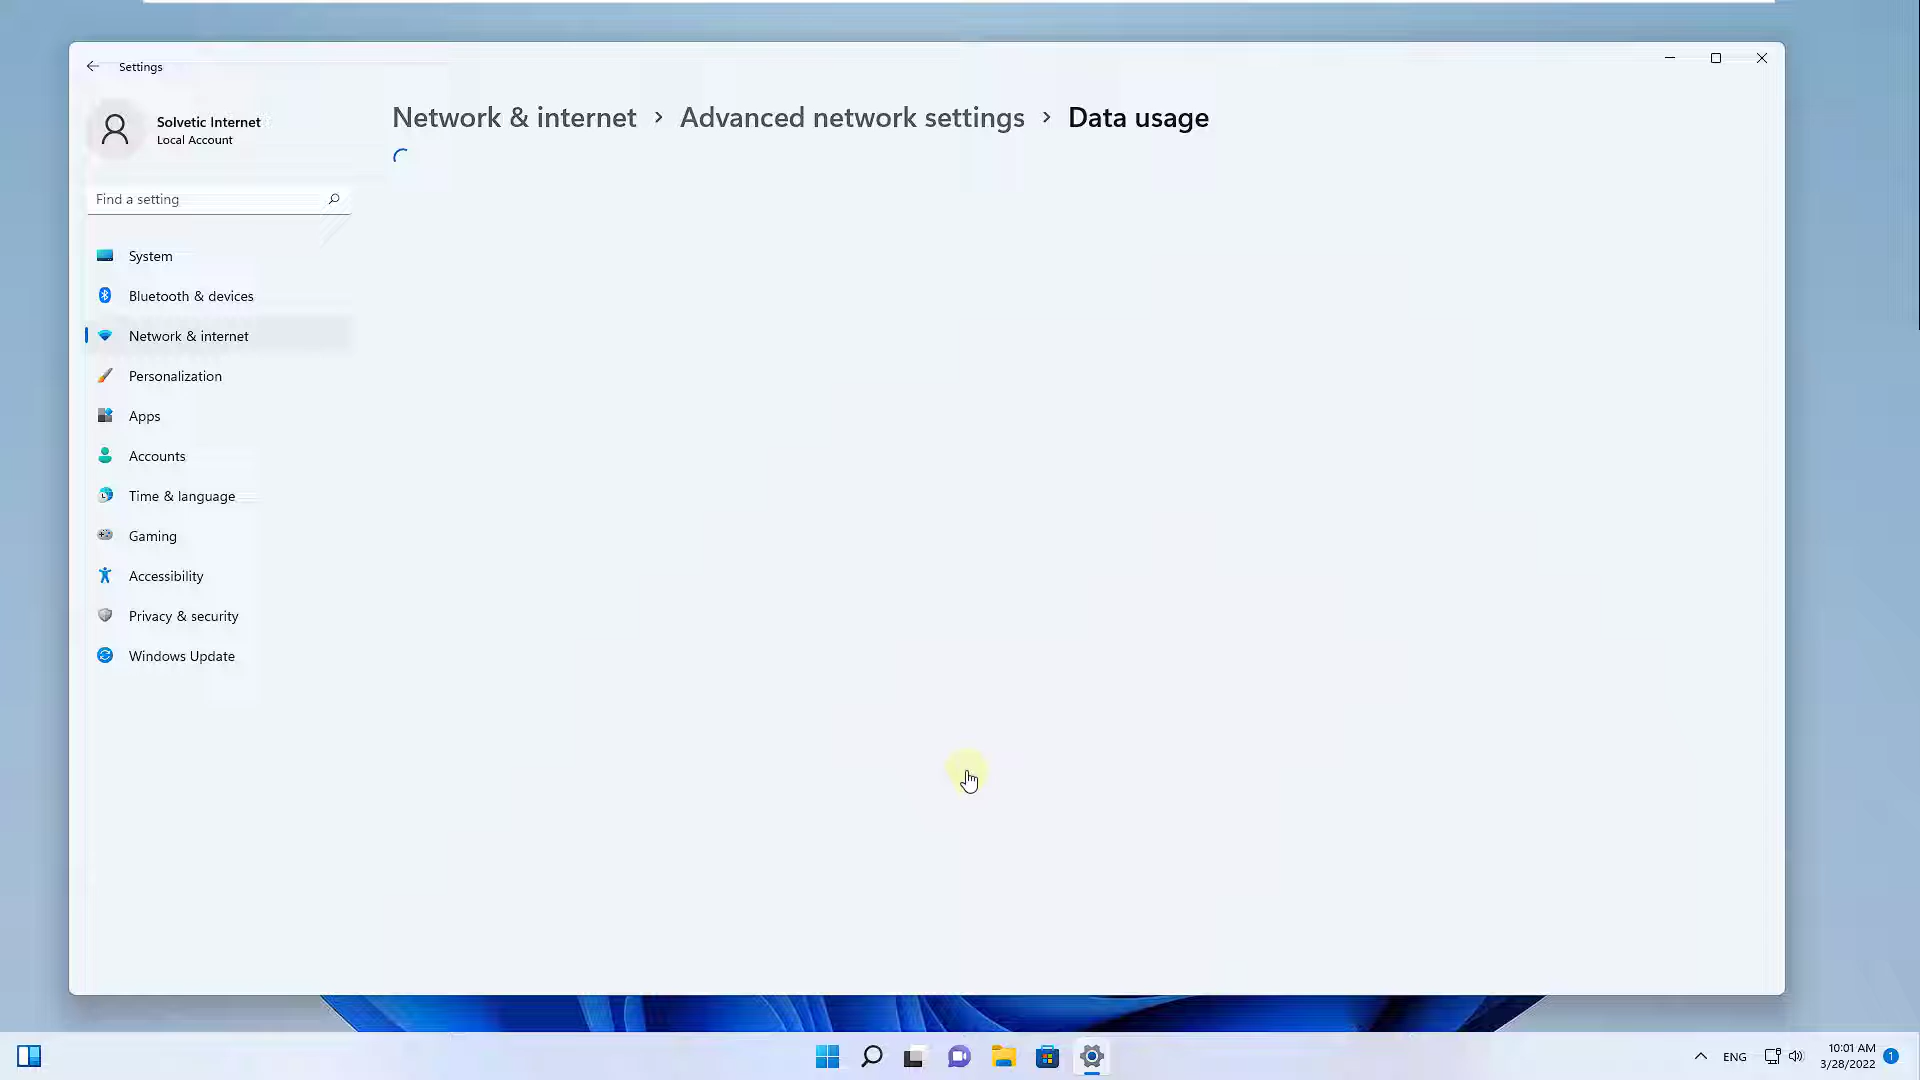 Settings
Solvetic Internet
Local Account
Find a setting
System
Bluetooth & devices
Network & internet
Personalization
Apps
Accounts
Time & language
Gaming
Accessibility
Privacy & security
Windows Update
Network & internet › Advanced network settings › Data usage
ENG
10:01 AM
3/28/2022
1